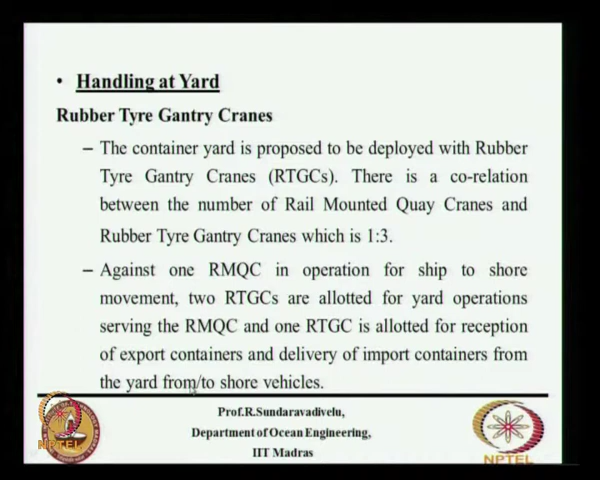 • Handling at Yard
Rubber Tyre Gantry Cranes
– The container yard is proposed to be deployed with Rubber
Tyre Gantry Cranes (RTGCs). There is a co-relation
between the number of Rail Mounted Quay Cranes and
Rubber Tyre Gantry Cranes which is 1:3.
– Against one RMQC in operation for ship to shore
movement, two RTGCs are allotted for yard operations
serving the RMQC and one RTGC is allotted for reception
of export containers and delivery of import containers from
the yard from/to shore vehicles.
Prof.R.Sundaravadivelu,
Department of Ocean Engineering,
IIT Madras
NPTEL
NPTEL